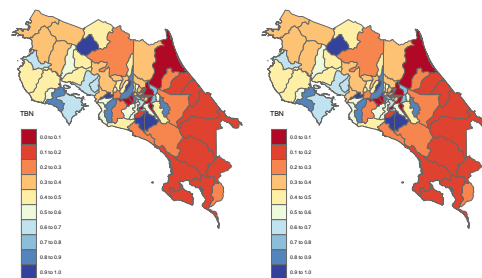 TBN
0.0 to 0.1
0.1 to 0.2
0.2 to 0.3
0.3 to 0.4
0.4 to 0.5
0.5 to 0.6
0.6 to 0.7
0.7 to 0.8
0.8 to 0.9
0.9 to 1.0
TBN
0.0 to 0.1
0.1 to 0.2
0.2 to 0.3
0.3 to 0.4
0.4 to 0.5
0.5 to 0.6
0.6 to 0.7
0.7 to 0.8
0.8 to 0.9
0.9 to 1.0